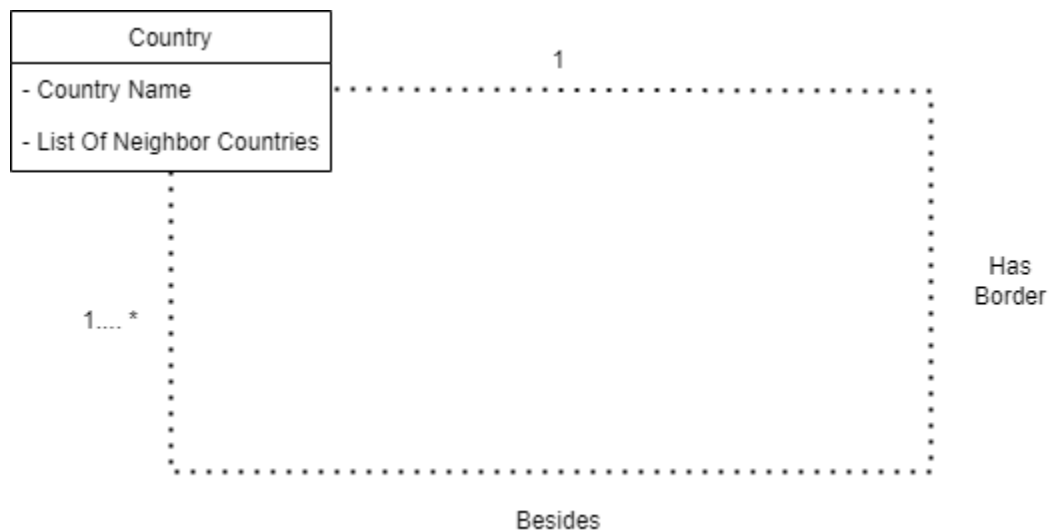 Country
1
- Country Name
- List Of Neighbor Countries
Has
Border
1.... *
Besides